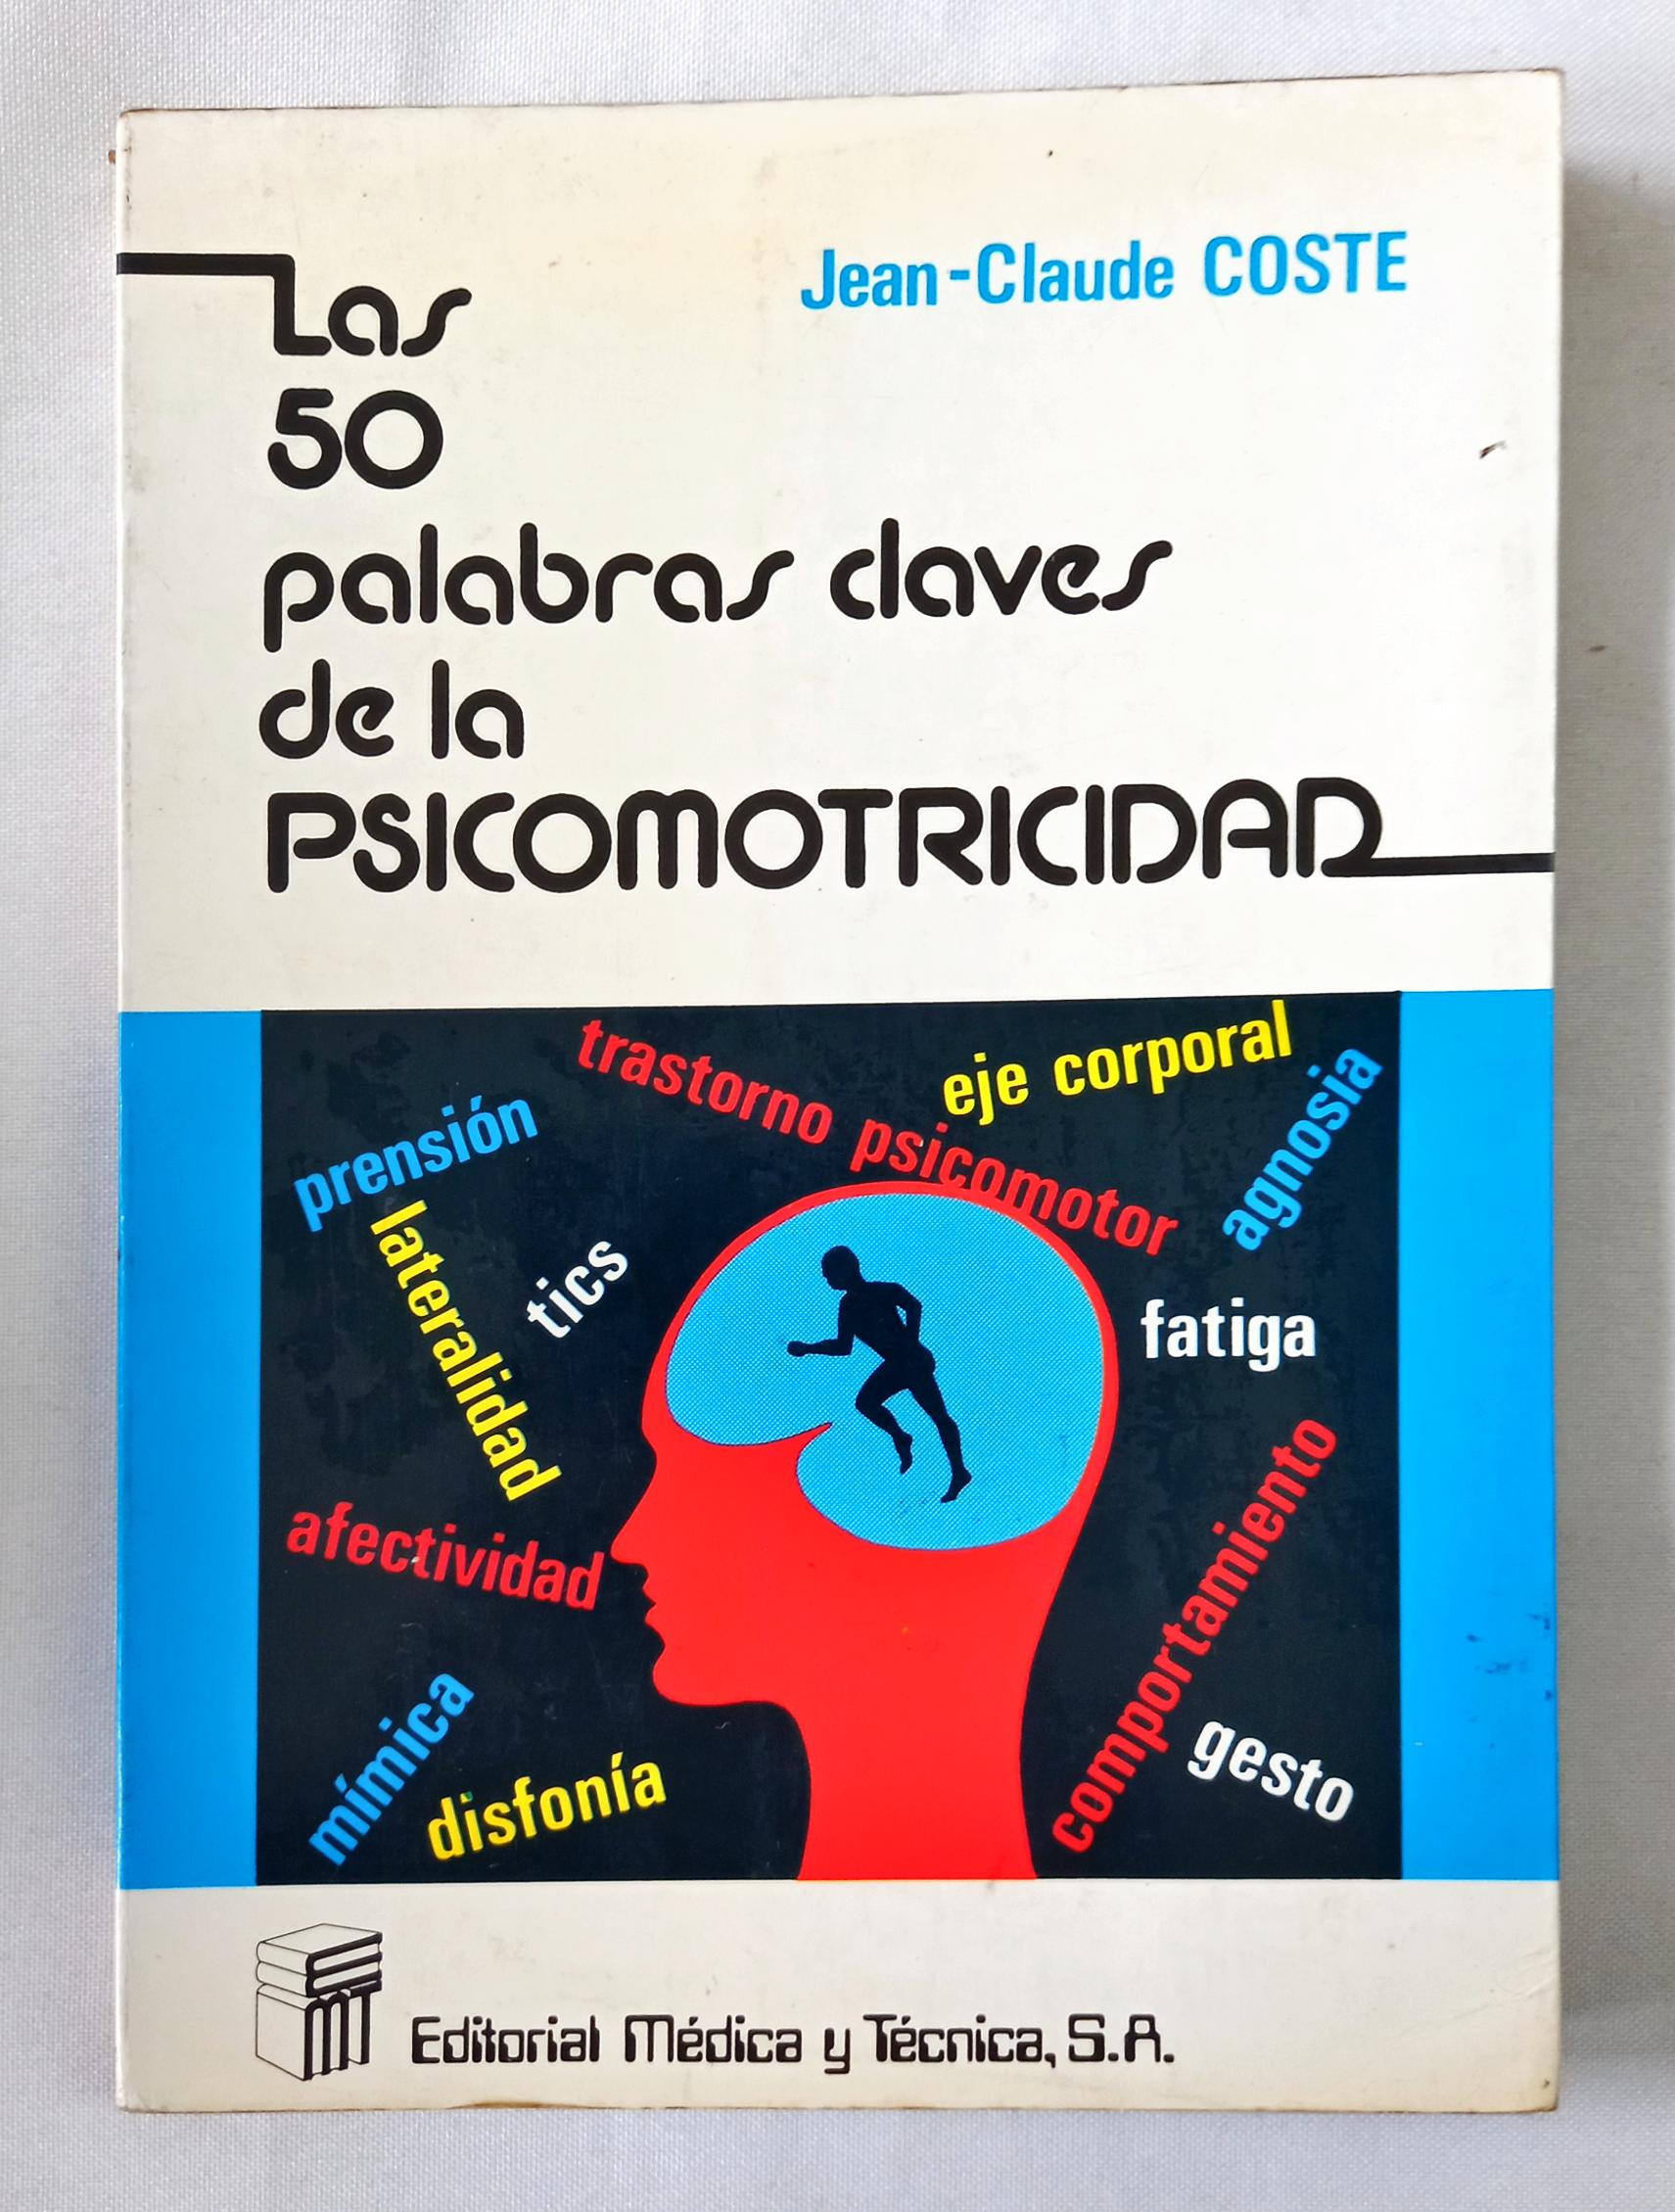 Jean-Claude COSTE
Las
50
palabras claves
de la
PSICOMOTRICIDAD
trastorno psicomotor
eje corporal
agnosia
prensión
lateralidad
tics
fatiga
afectividad
comportamiento
mímica
disfonía
gesto
EMT
Editorial Médica y Técnica, S.A.